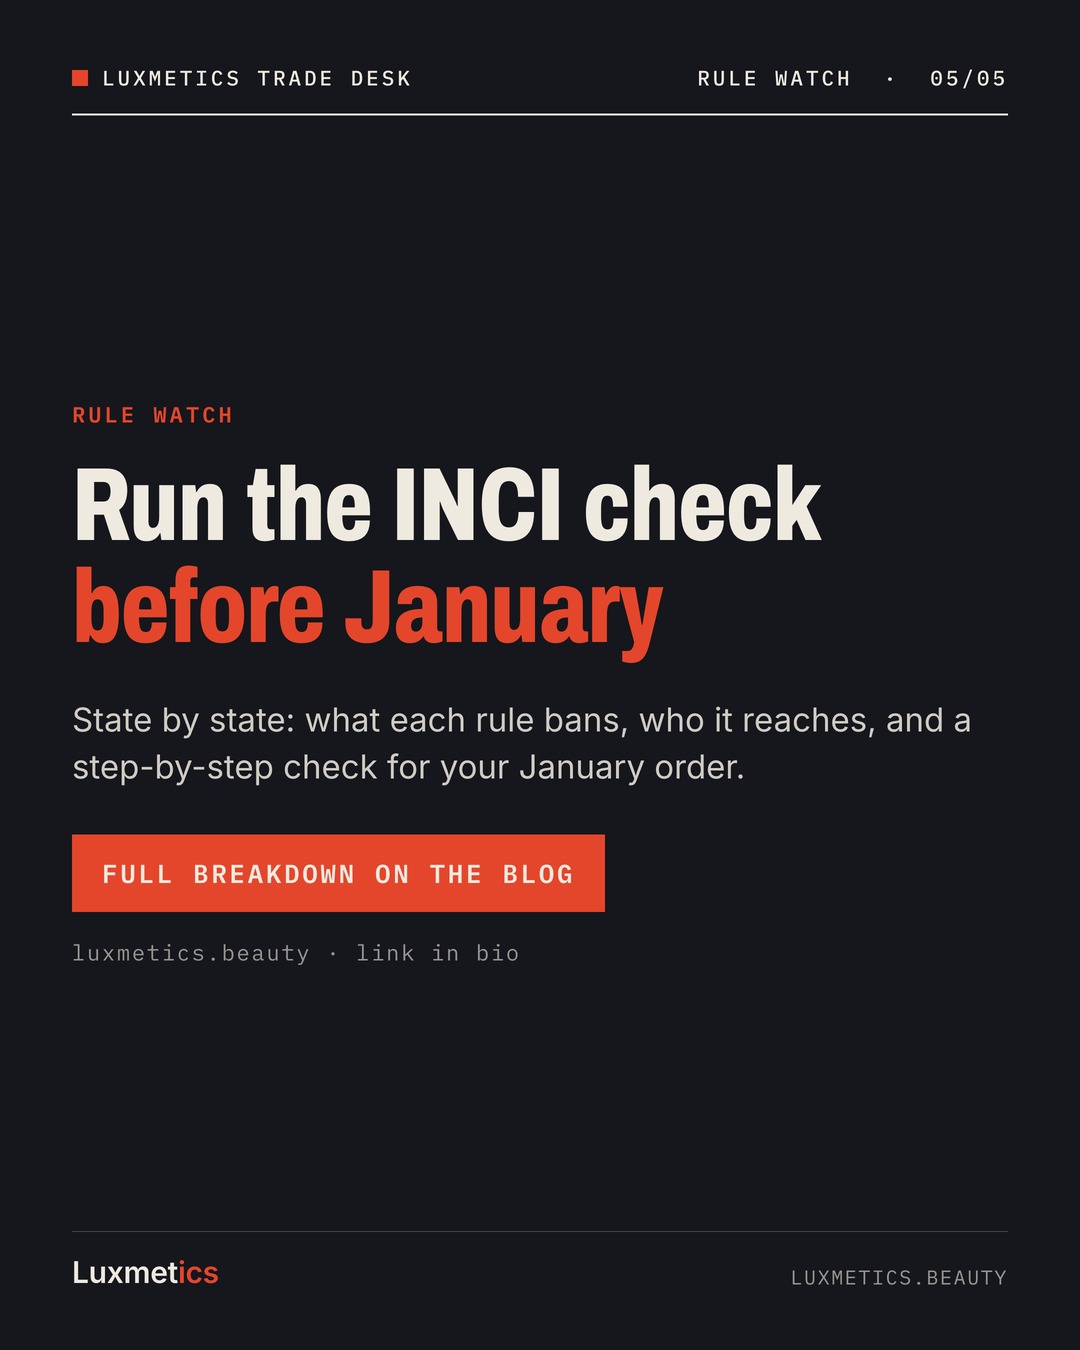 LUXMETICS TRADE DESK
RULE WATCH · 05/05
RULE WATCH
Run the INCI check
before January
State by state: what each rule bans, who it reaches, and a
step-by-step check for your January order.
FULL BREAKDOWN ON THE BLOG
luxmetics.beauty · link in bio
Luxmetics
LUXMETICS.BEAUTY